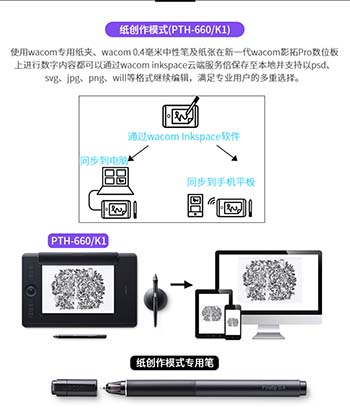 纸创作模式(PTH-660/K1)
使用wacom专用纸夹、wacom 0.4毫米中性笔及纸张在新一代wacom影拓Pro数位板
上进行数字内容都可以通过wacom inkspace云端服务倍保存至本地并支持以psd、
svg、jpg、png、will等格式继续编辑，满足专业用户的多重选择。
通过wacom Inkspace软件
同步到电脑
同步到手机平板
PTH-660/K1
纸创作模式专用笔